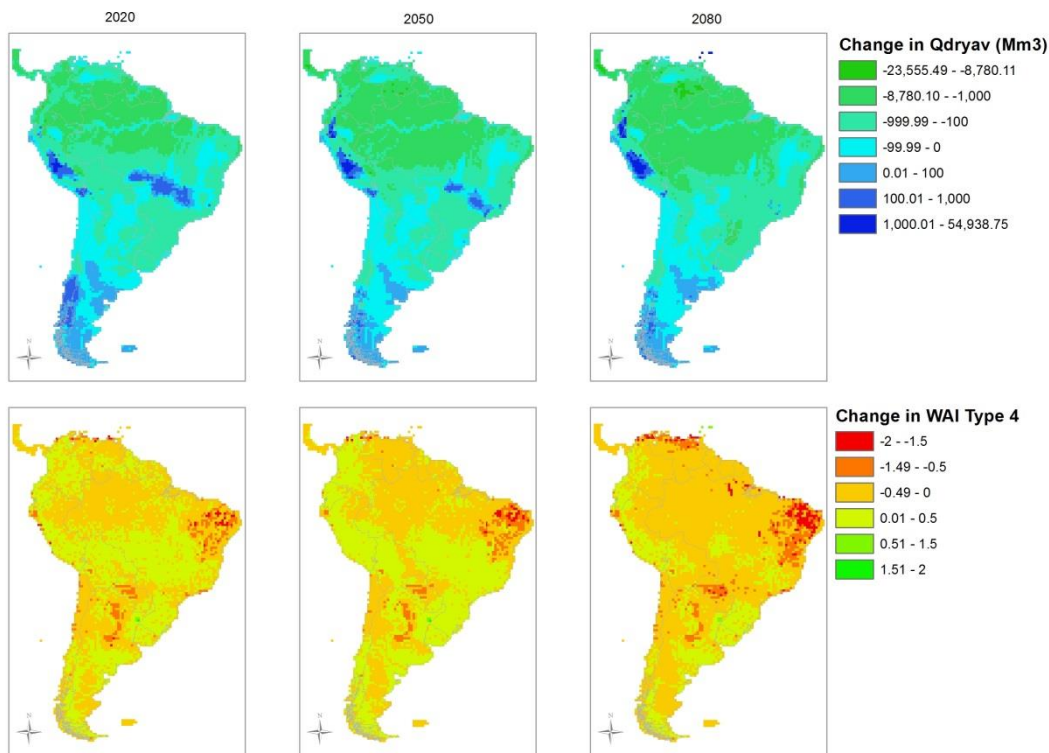 2020
2050
2080
Change in Qdryav (Mm3)
-23,555.49 - -8,780.11
-8,780.10 - -1,000
-999.99 - -100
-99.99 - 0
0.01 - 100
100.01 - 1,000
1,000.01 - 54,938.75
N
N
N
Change in WAI Type 4
-2 - -1.5
-1.49 - -0.5
-0.49 - 0
0.01 - 0.5
0.51 - 1.5
1.51 - 2
N
N
N